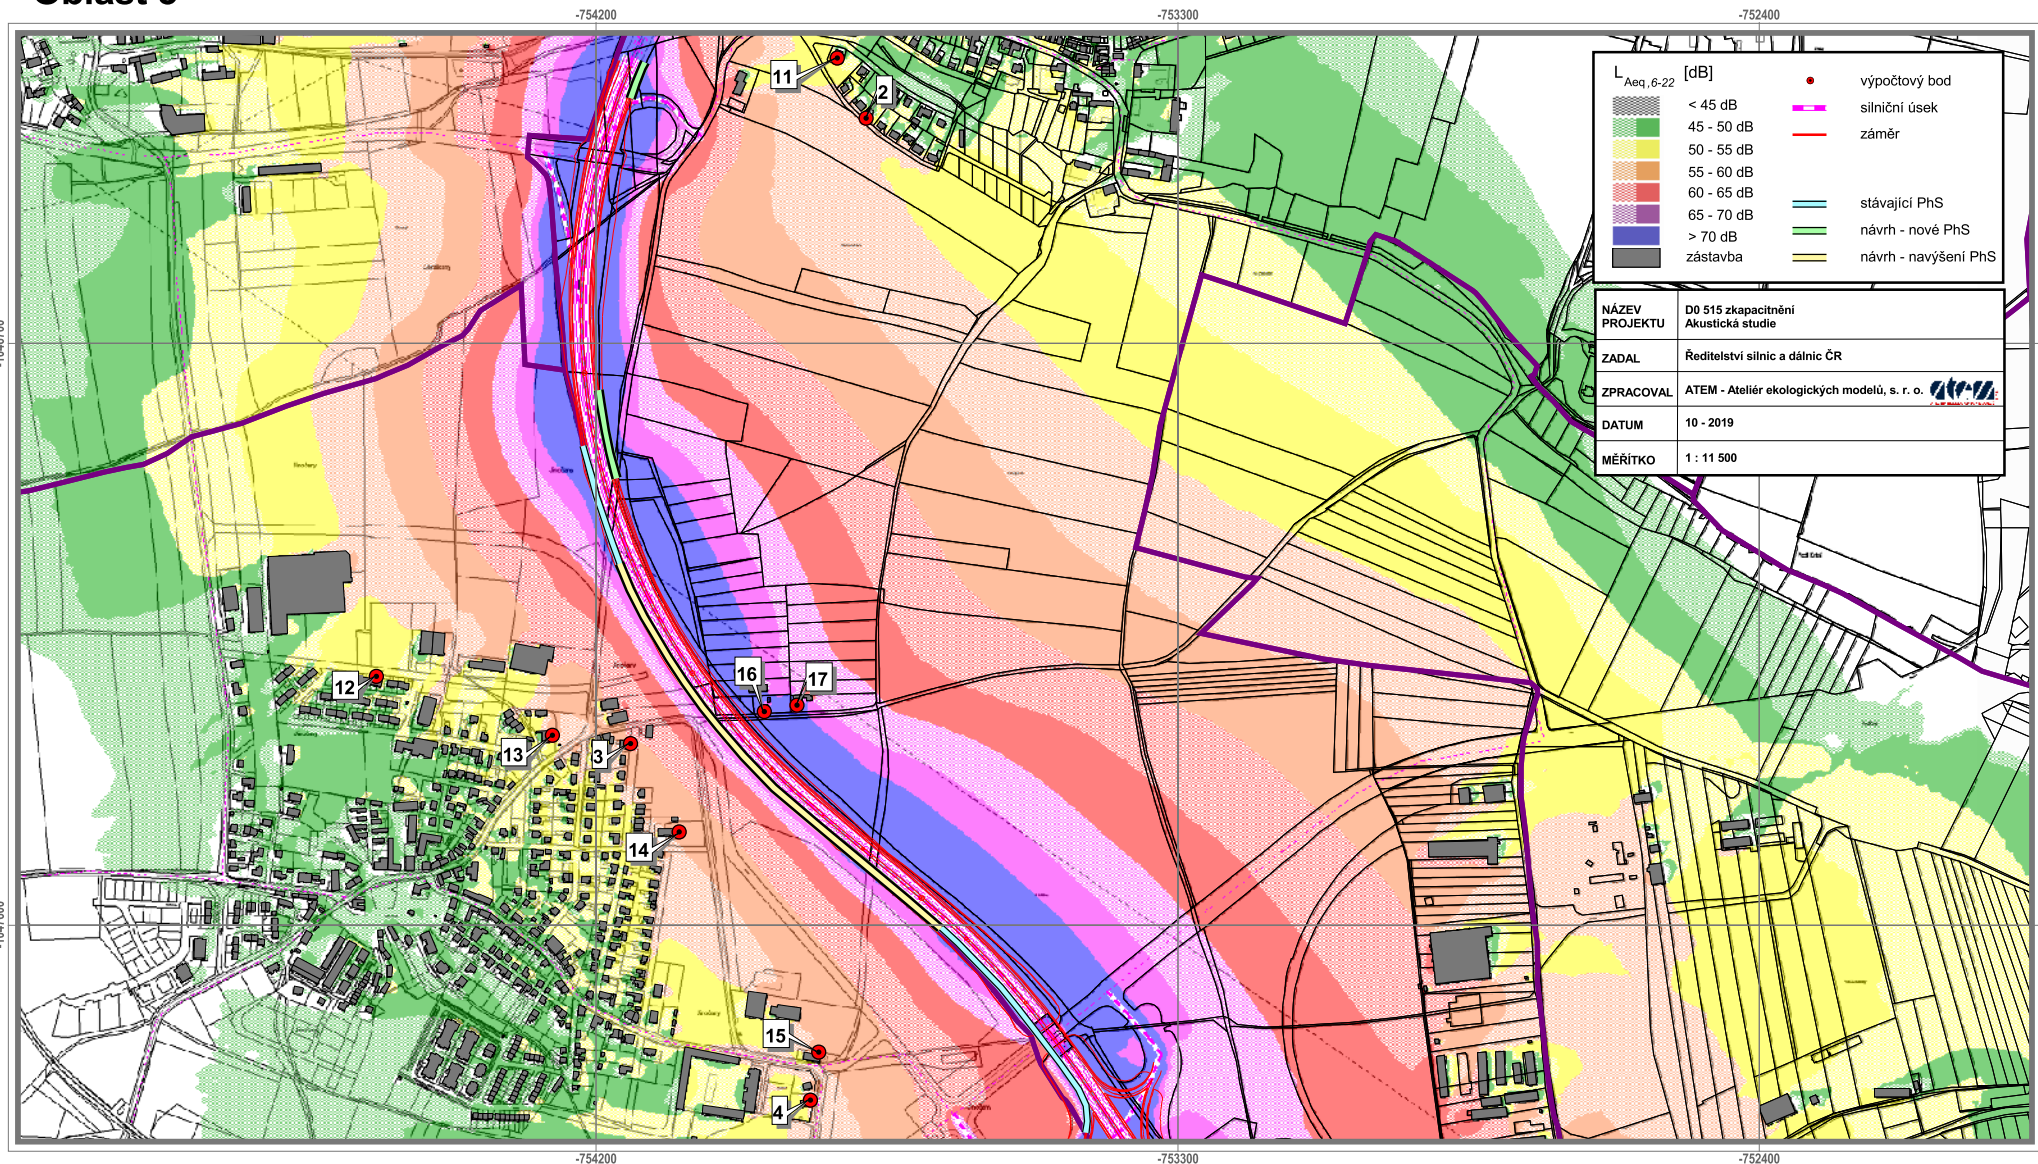 -754200
-753300
-752400
L Aeq,6-22 [dB]
< 45 dB
45 - 50 dB
50 - 55 dB
55 - 60 dB
60 - 65 dB
65 - 70 dB
> 70 dB
zástavba
výpočtový bod
silniční úsek
záměr
stávající PhS
návrh - nové PhS
návrh - navýšení PhS
NÁZEV PROJEKTU
D0 515 zkapacitnění
Akustická studie
ZADAL
Ředitelství silnic a dálnic ČR
ZPRACOVAL
ATEM - Ateliér ekologických modelů, s. r. o.
atem
DATUM
10 - 2019
MĚŘÍTKO
1 : 11 500
11
2
16
17
12
13
3
14
15
4
-754200
-753300
-752400